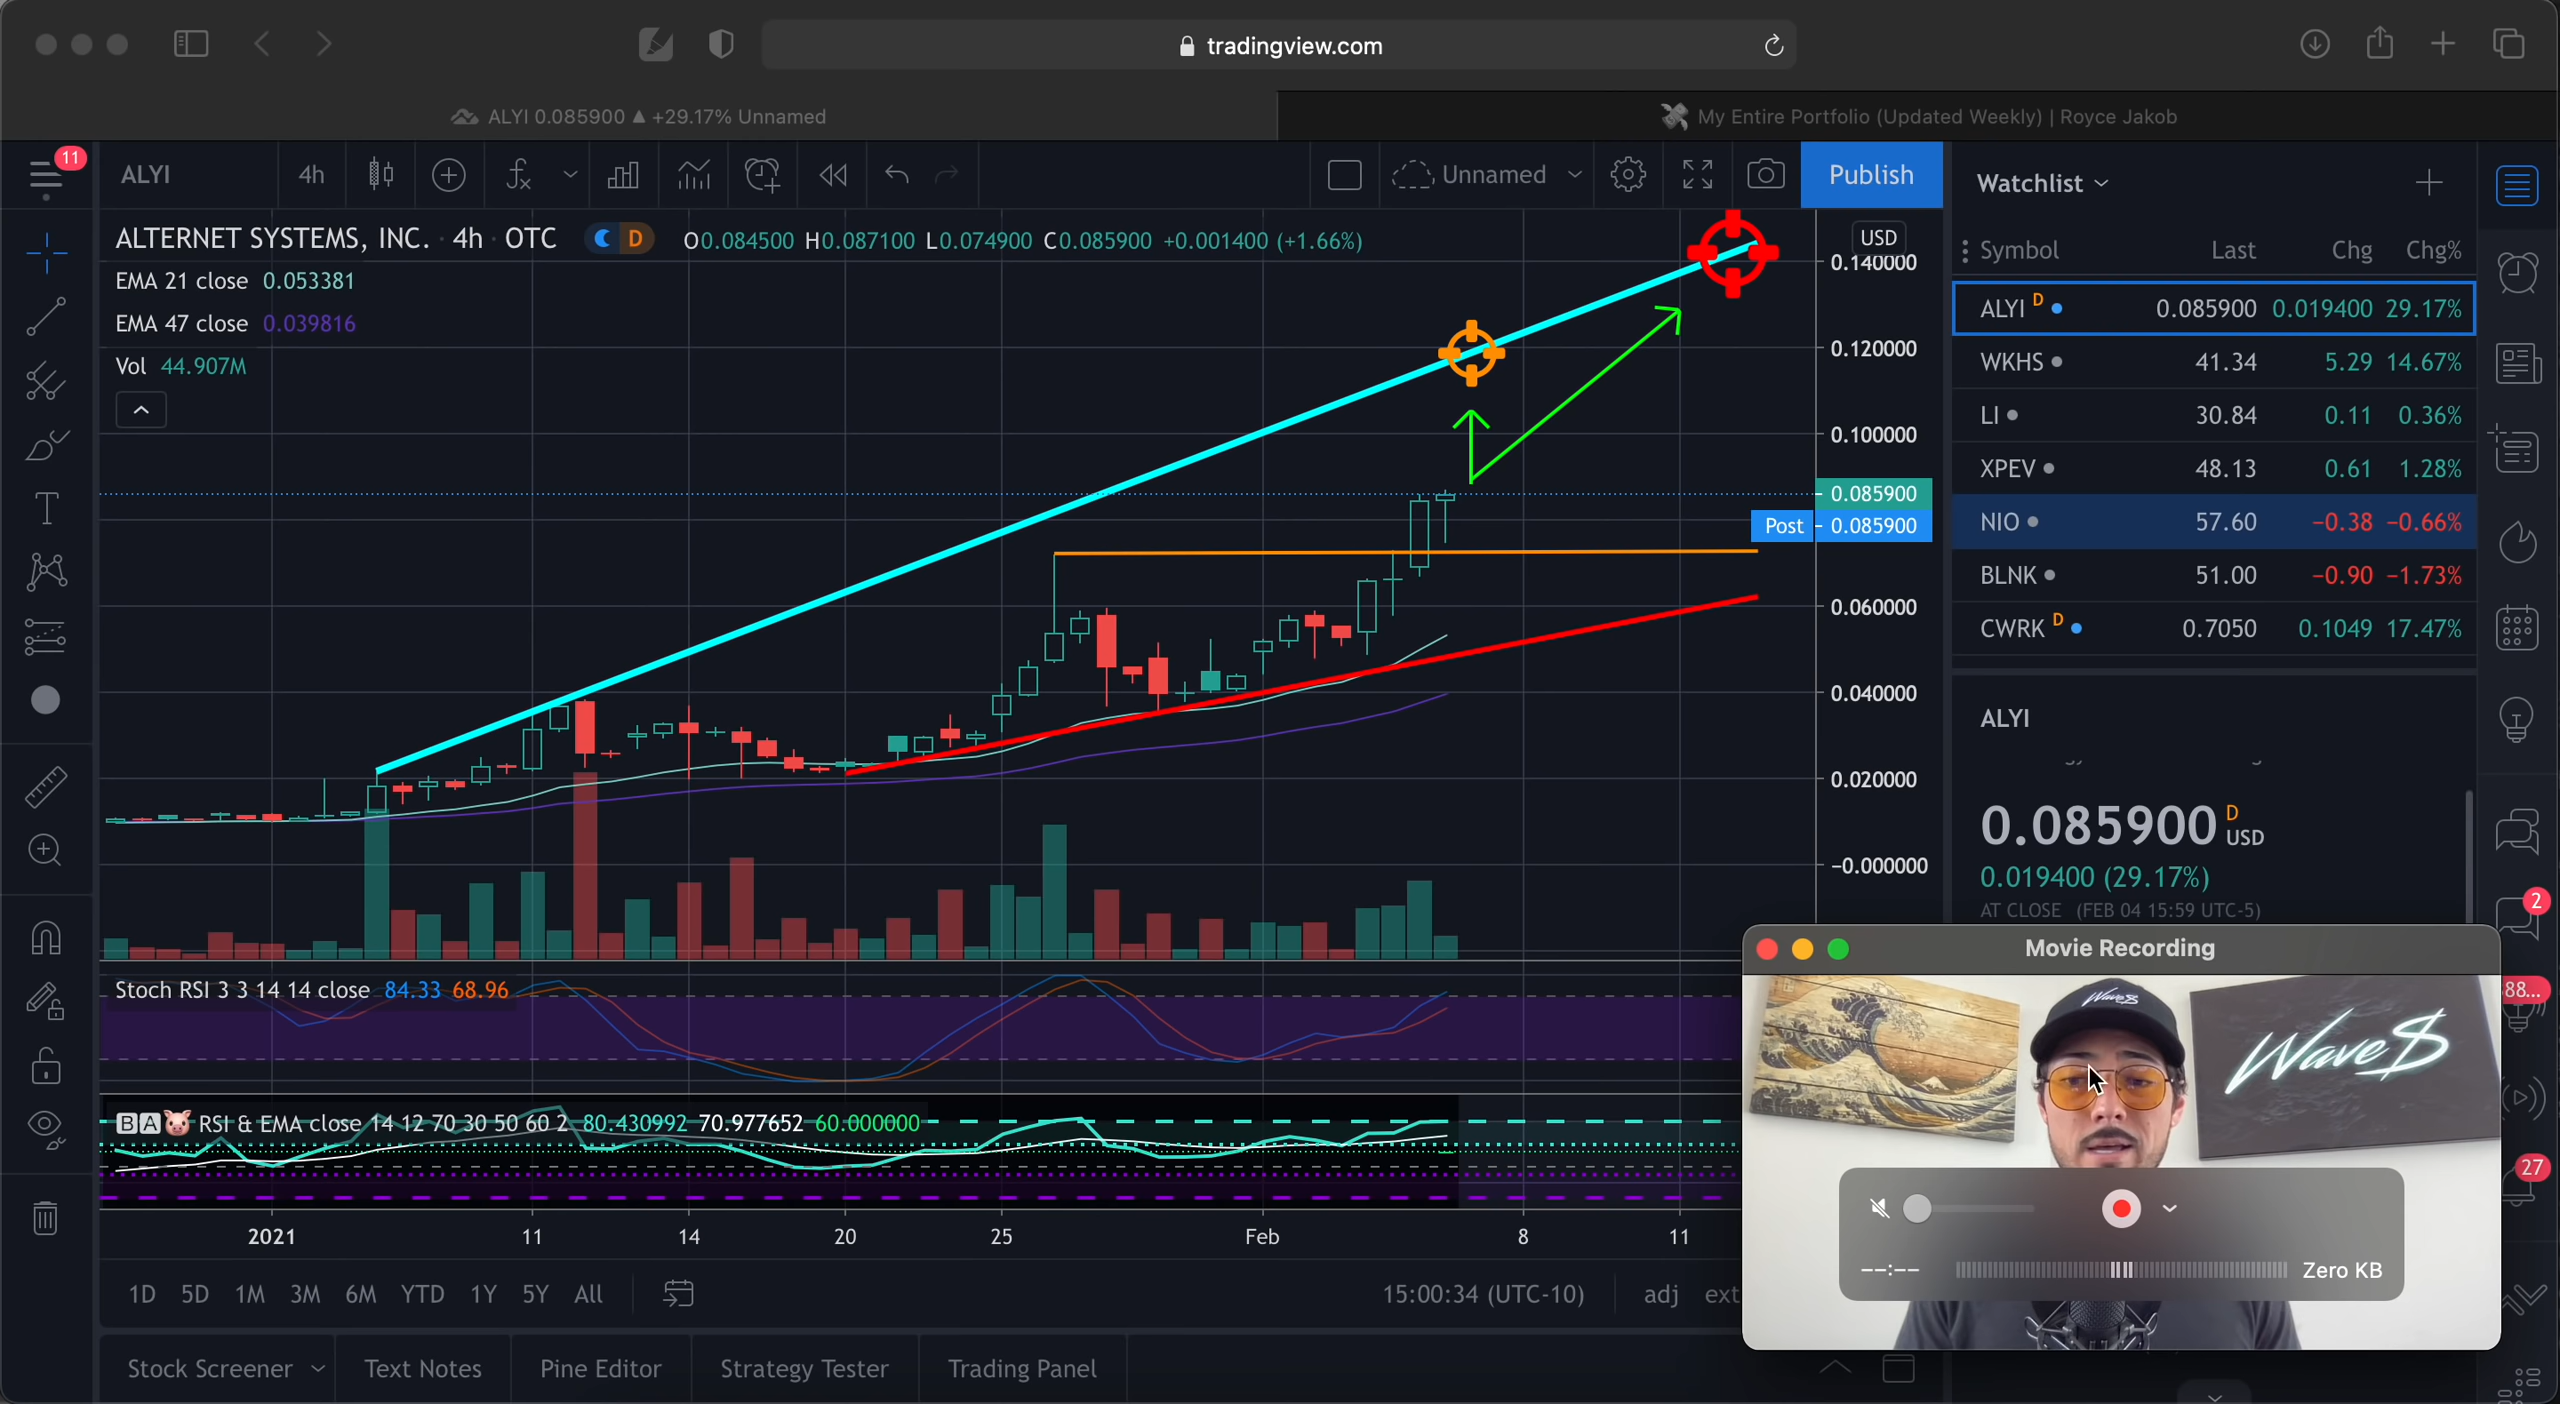 tradingview.com
ALYI 0.085900 ▲ +29.17% Unnamed
My Entire Portfolio (Updated Weekly) | Royce Jakob
11
ALYI
4h
Unnamed
Publish
ALTERNET SYSTEMS, INC. · 4h · OTC
D
O0.084500 H0.087100 L0.074900 C0.085900 +0.001400 (+1.66%)
EMA 21 close 0.053381
EMA 47 close 0.039816
Vol 44.907M
USD
0.140000
0.120000
0.100000
0.085900
Post 0.085900
0.060000
0.040000
0.020000
−0.000000
Stoch RSI 3 3 14 14 close 84.33 68.96
BA RSI & EMA close 14 12 70 30 50 60 2 80.430992 70.977652 60.000000
2021 11 14 20 25 Feb 8 11
1D 5D 1M 3M 6M YTD 1Y 5Y All
15:00:34 (UTC-10)
adj
ext
Stock Screener
Text Notes
Pine Editor
Strategy Tester
Trading Panel
Watchlist
Symbol Last Chg Chg%
ALYI D 0.085900 0.019400 29.17%
WKHS 41.34 5.29 14.67%
LI 30.84 0.11 0.36%
XPEV 48.13 0.61 1.28%
NIO 57.60 −0.38 −0.66%
BLNK 51.00 −0.90 −1.73%
CWRK D 0.7050 0.1049 17.47%
ALYI
0.085900 D USD
0.019400 (29.17%)
AT CLOSE (FEB 04 15:59 UTC-5)
2
88...
27
Movie Recording
Wave$
Wave$
--:--
Zero KB